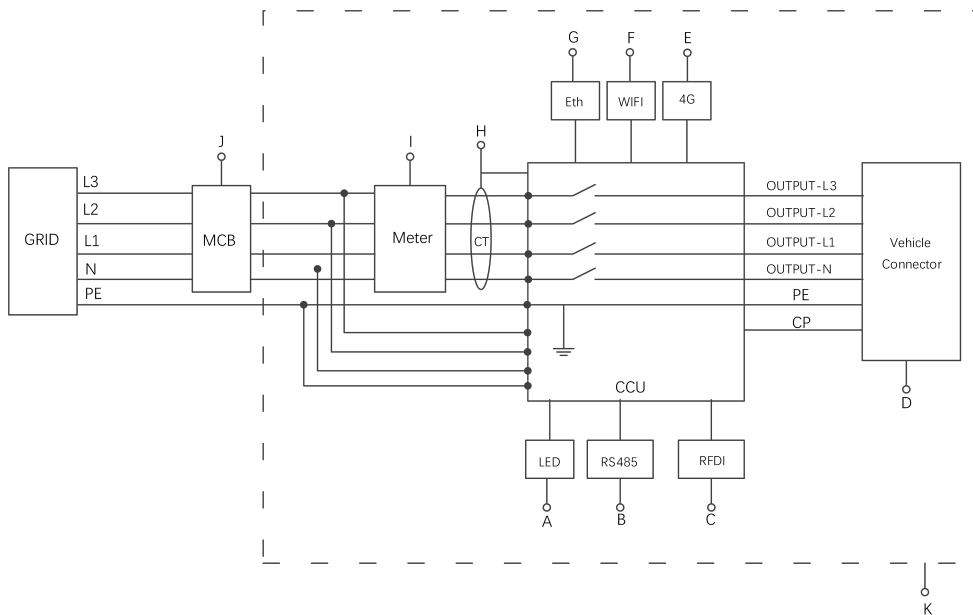 G
F
E
Eth
WIFI
4G
J
I
H
L3
L2
L1
N
PE
GRID
MCB
Meter
CT
OUTPUT-L3
OUTPUT-L2
OUTPUT-L1
OUTPUT-N
PE
CP
Vehicle
Connector
CCU
D
LED
RS485
RFDI
A
B
C
K